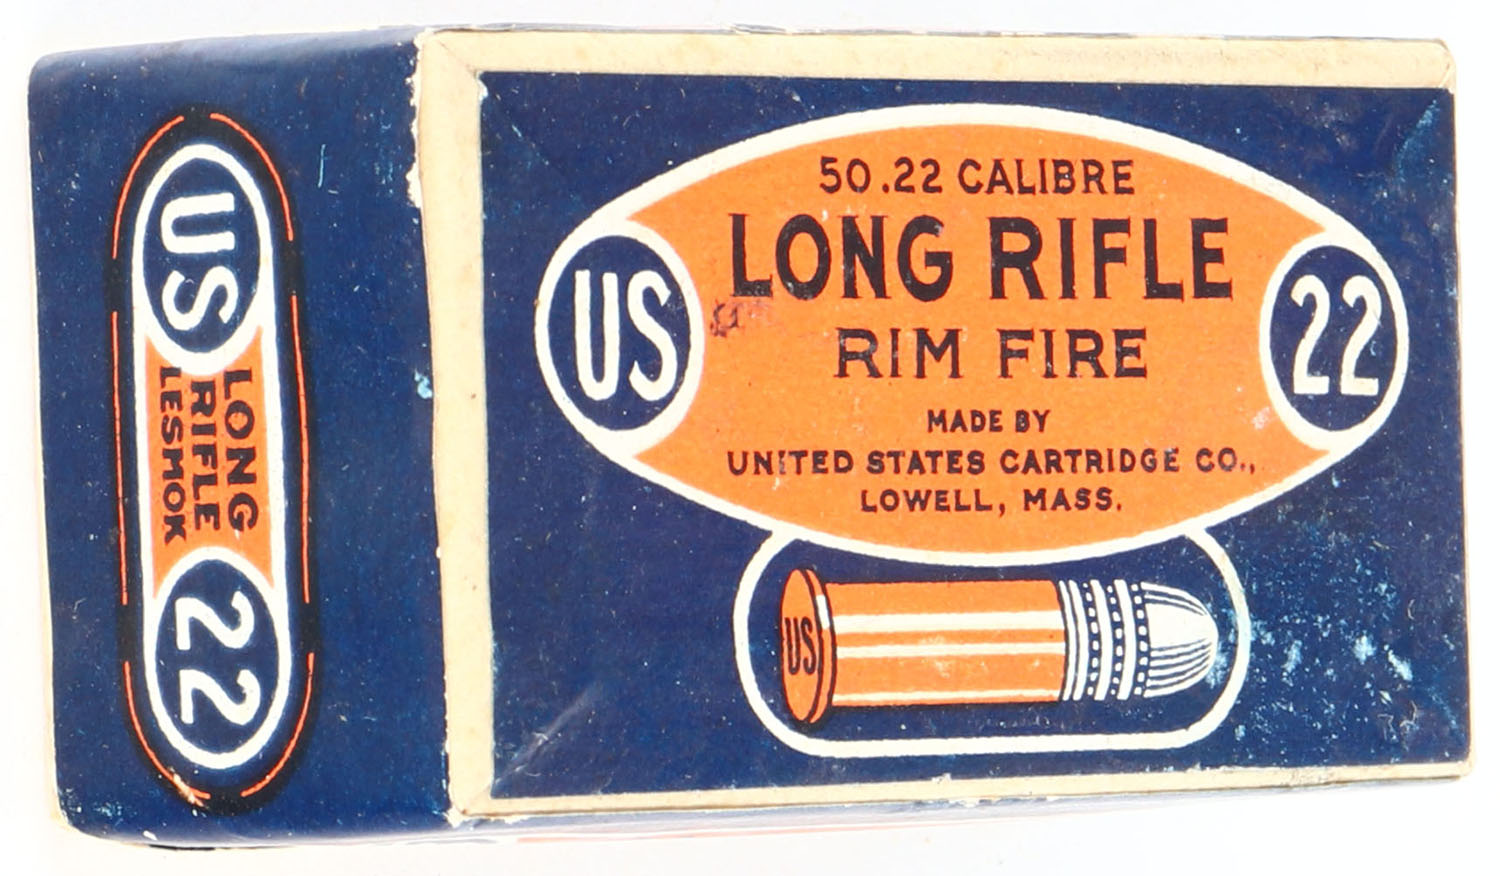 50 .22 CALIBRE
LONG RIFLE
RIM FIRE
US
22
MADE BY
UNITED STATES CARTRIDGE CO.,
LOWELL, MASS.
US
US
LONG
RIFLE
LESMOK
22